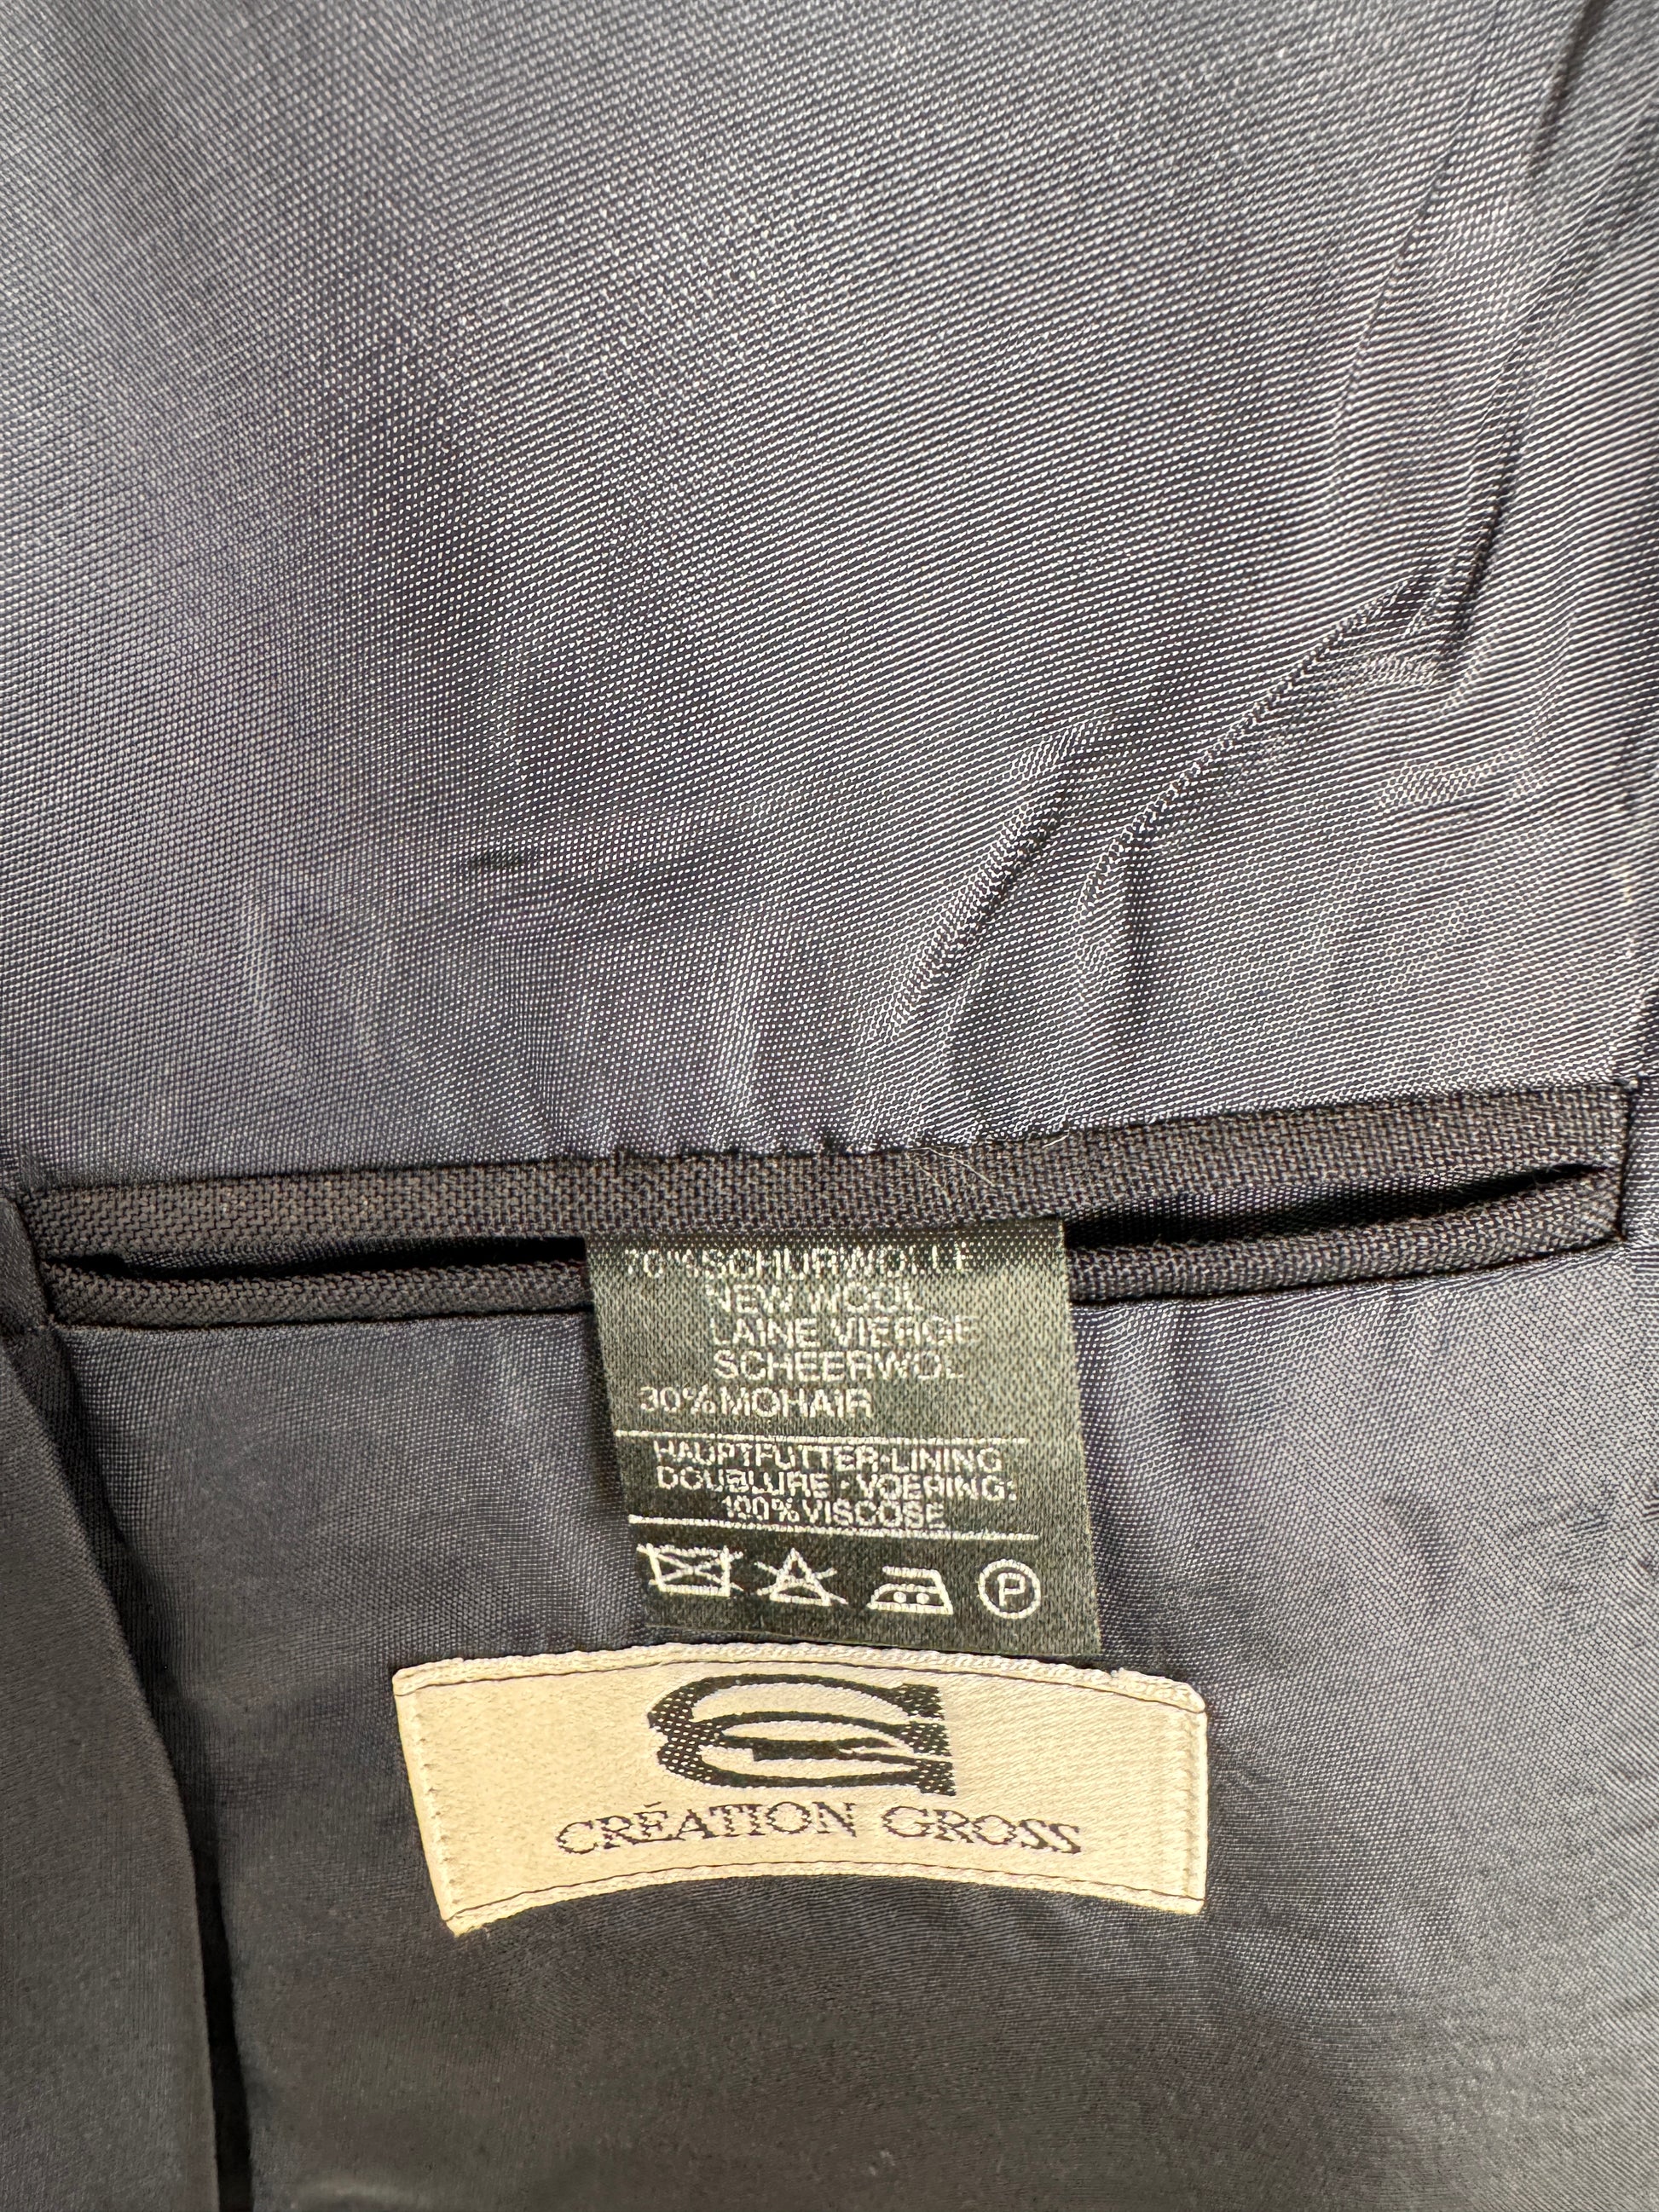 70%SCHURWOLLE
NEW WOOL
LAINE VIERGE
SCHEERWOL
30%MOHAIR
HAUPTFUTTER·LINING
DOUBLURE · VOERING:
100%VISCOSE
P
CRÉATION GROSS